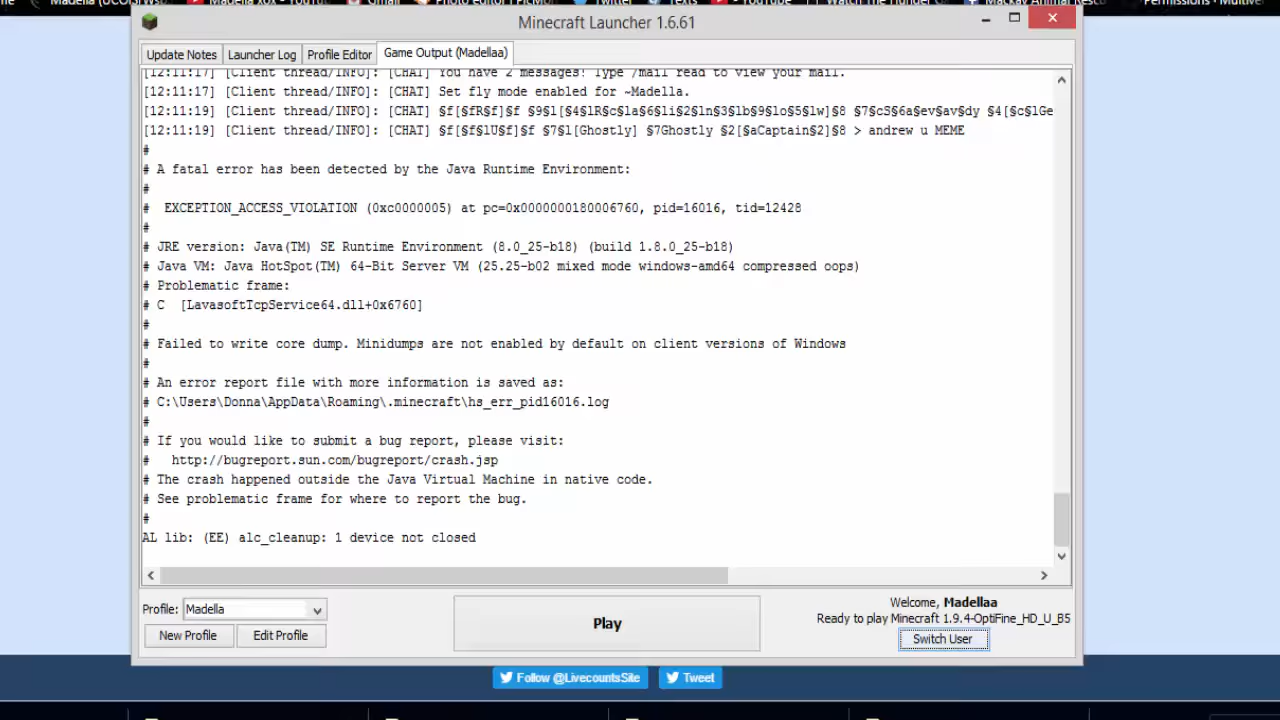 Minecraft Launcher 1.6.61
Update Notes
Launcher Log
Profile Editor
Game Output (Madellaa)
[12:11:17] [Client thread/INFO]: [CHAT] You have 2 messages! Type /mail read to view your mail.
[12:11:17] [Client thread/INFO]: [CHAT] Set fly mode enabled for ~Madella.
[12:11:19] [Client thread/INFO]: [CHAT] §f[§fR§f]§f §9l[§4§lR§c§la§6§li§2§ln§3§lb§9§lo§5§lw]§8 §7§cS§6a§ev§av§dy §4[§c§lGe
[12:11:19] [Client thread/INFO]: [CHAT] §f[§f§lU§f]§f §7§l[Ghostly] §7Ghostly §2[§aCaptain§2]§8 > andrew u MEME
#
# A fatal error has been detected by the Java Runtime Environment:
#
# EXCEPTION_ACCESS_VIOLATION (0xc0000005) at pc=0x0000000180006760, pid=16016, tid=12428
#
# JRE version: Java(TM) SE Runtime Environment (8.0_25-b18) (build 1.8.0_25-b18)
# Java VM: Java HotSpot(TM) 64-Bit Server VM (25.25-b02 mixed mode windows-amd64 compressed oops)
# Problematic frame:
# C [LavasoftTcpService64.dll+0x6760]
#
# Failed to write core dump. Minidumps are not enabled by default on client versions of Windows
#
# An error report file with more information is saved as:
# C:\Users\Donna\AppData\Roaming\.minecraft\hs_err_pid16016.log
#
# If you would like to submit a bug report, please visit:
# http://bugreport.sun.com/bugreport/crash.jsp
# The crash happened outside the Java Virtual Machine in native code.
# See problematic frame for where to report the bug.
#
AL lib: (EE) alc_cleanup: 1 device not closed
Profile: Madella
New Profile
Edit Profile
Play
Welcome, Madellaa
Ready to play Minecraft 1.9.4-OptiFine_HD_U_B5
Switch User
Follow @LivecountsSite
Tweet